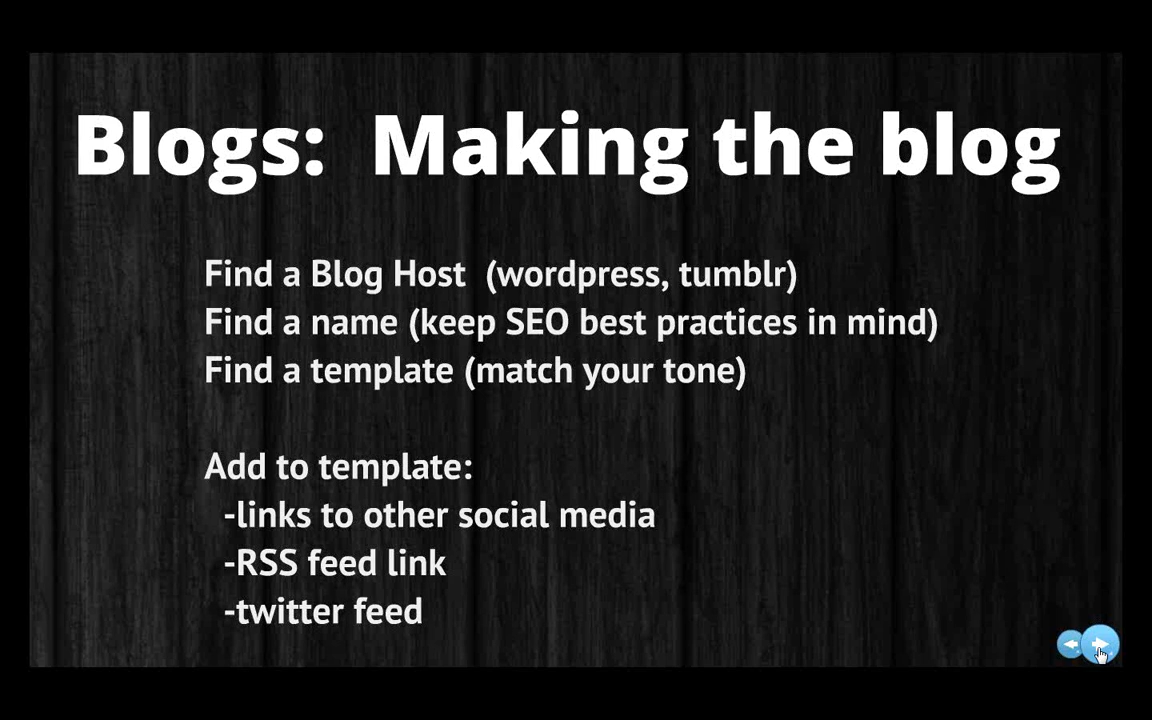 Blogs:  Making the blog
Find a Blog Host  (wordpress, tumblr)
Find a name (keep SEO best practices in mind)
Find a template (match your tone)
Add to template:
-links to other social media
-RSS feed link
-twitter feed